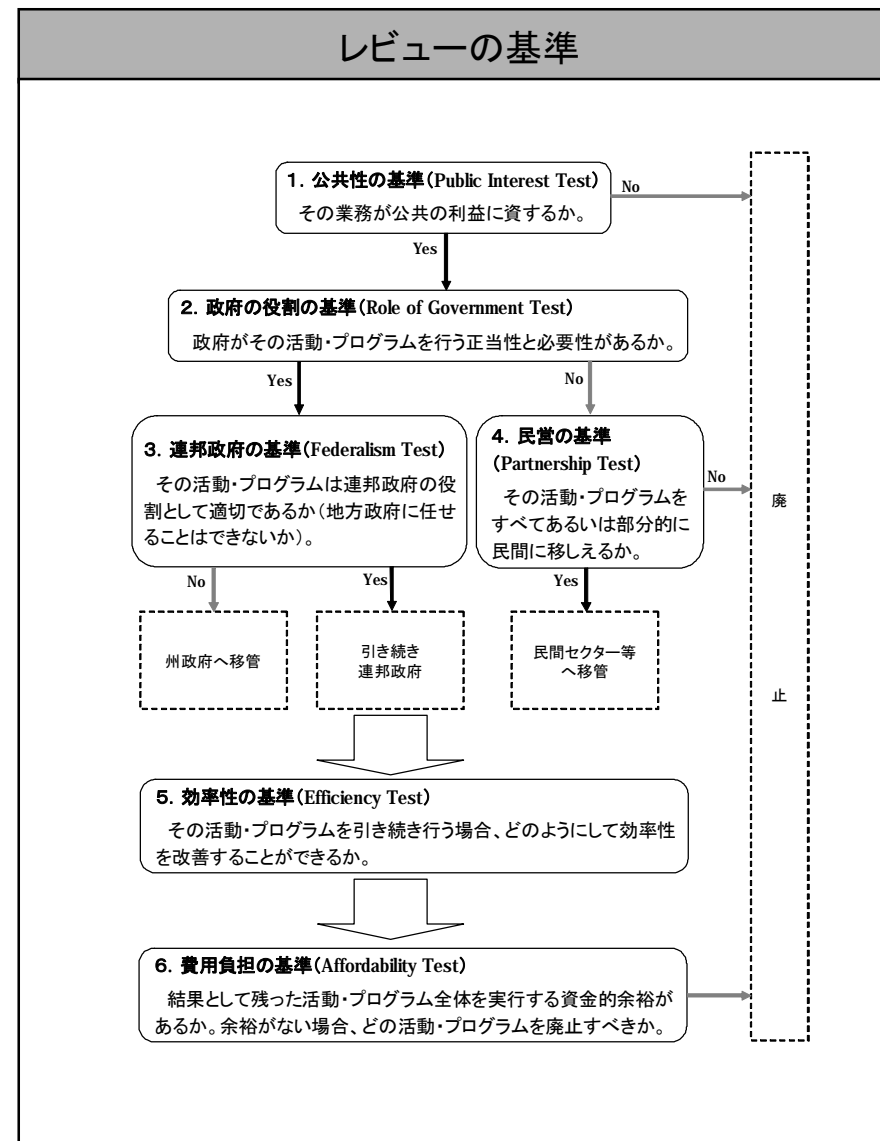 レビューの基準
1．公共性の基準（Public Interest Test）
その業務が公共の利益に資するか。
No
Yes
2．政府の役割の基準（Role of Government Test）
政府がその活動・プログラムを行う正当性と必要性があるか。
Yes
No
3．連邦政府の基準（Federalism Test）
その活動・プログラムは連邦政府の役
割として適切であるか（地方政府に任せ
ることはできないか）。
4．民営の基準
（Partnership Test）
その活動・プログラムを
すべてあるいは部分的に
民間に移しえるか。
No
廃
止
No
Yes
Yes
州政府へ移管
引き続き
連邦政府
民間セクター等
へ移管
5．効率性の基準（Efficiency Test）
その活動・プログラムを引き続き行う場合、どのようにして効率性
を改善することができるか。
6．費用負担の基準（Affordability Test）
結果として残った活動・プログラム全体を実行する資金的余裕が
あるか。余裕がない場合、どの活動・プログラムを廃止すべきか。